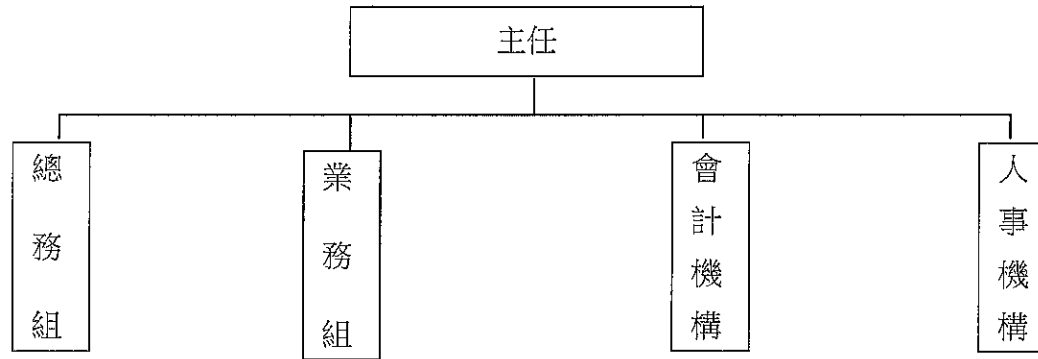 主任
總務組
業務組
會計機構
人事機構